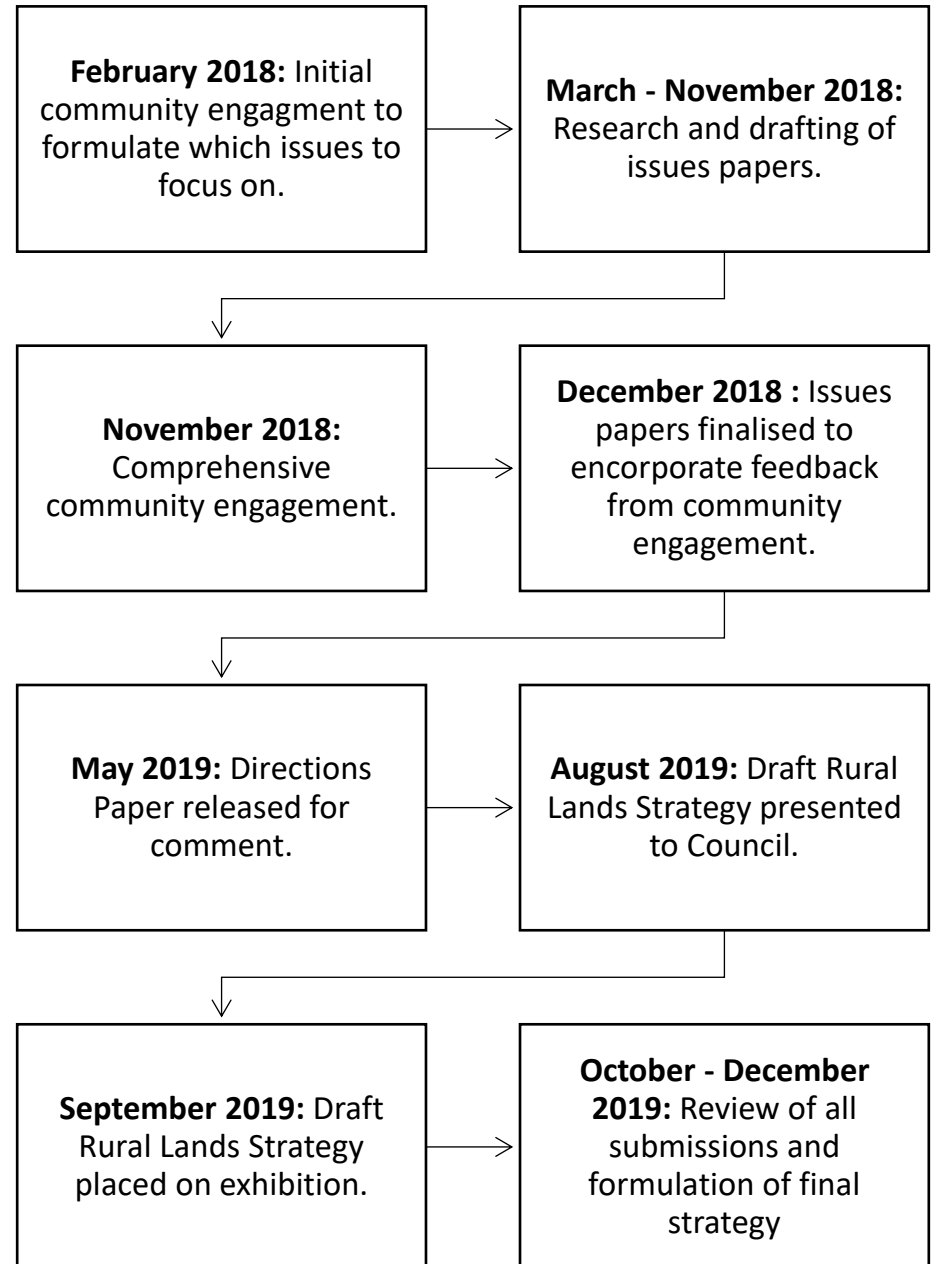 February 2018: Initial
community engagment to
formulate which issues to
focus on.
March - November 2018:
Research and drafting of
issues papers.
November 2018:
Comprehensive
community engagement.
December 2018 : Issues
papers finalised to
encorporate feedback
from community
engagement.
May 2019: Directions
Paper released for
comment.
August 2019: Draft Rural
Lands Strategy presented
to Council.
September 2019: Draft
Rural Lands Strategy
placed on exhibition.
October - December
2019: Review of all
submissions and
formulation of final
strategy